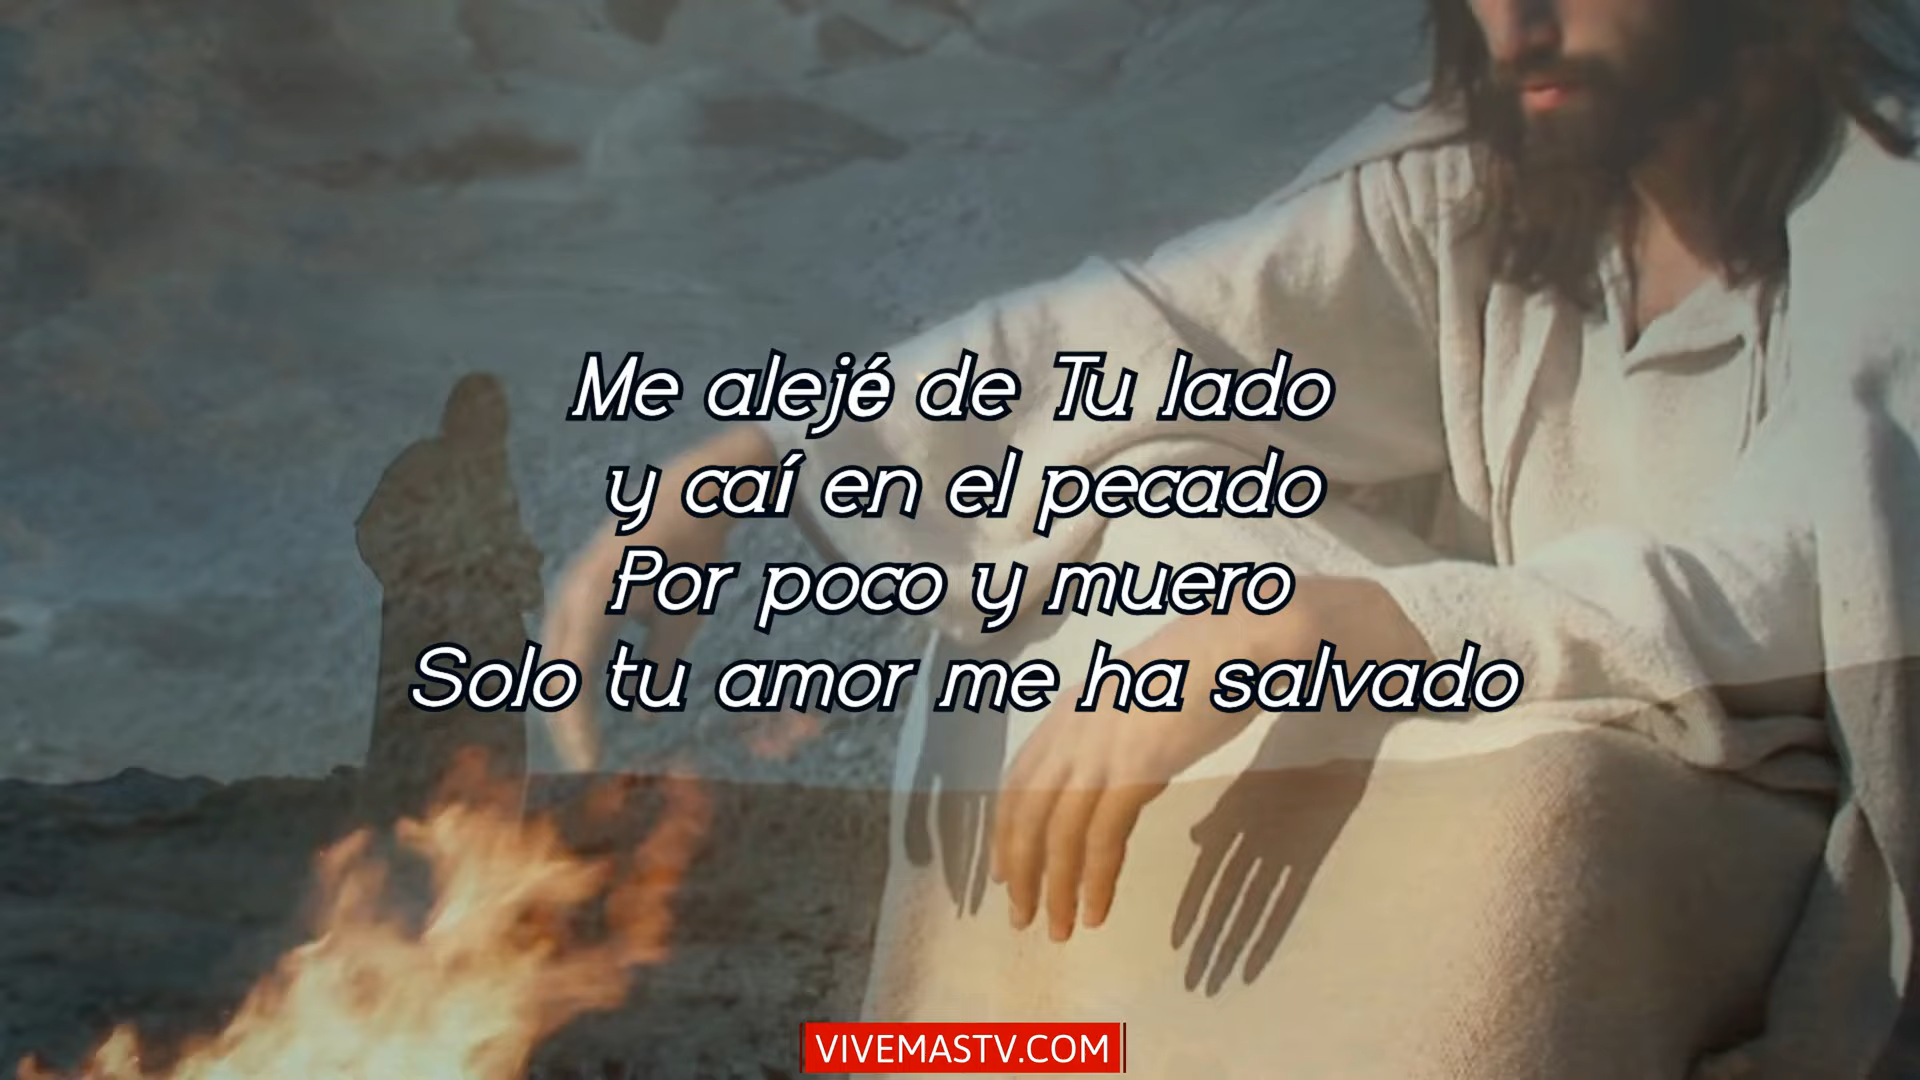 Me alejé de Tu lado
y caí en el pecado
Por poco y muero
Solo tu amor me ha salvado
VIVEMASTV.COM